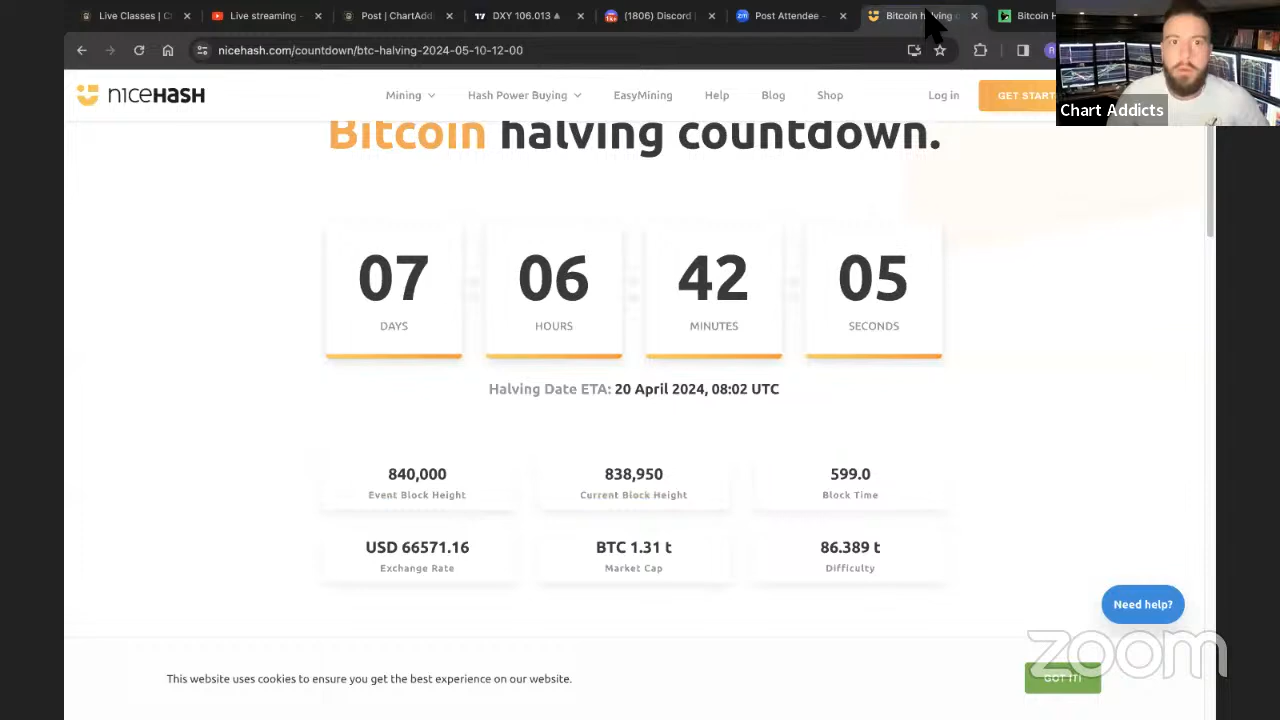 Live Classes | C
Live streaming
Post | ChartAddi
DXY 106.013
(1806) Discord |
Post Attendee -
Bitcoin halving c
Bitcoin H
nicehash.com/countdown/btc-halving-2024-05-10-12-00
niceHASH
Mining
Hash Power Buying
EasyMining
Help
Blog
Shop
Log in
GET START
Chart Addicts
Bitcoin halving countdown.
07
06
42
05
DAYS
HOURS
MINUTES
SECONDS
Halving Date ETA: 20 April 2024, 08:02 UTC
840,000
838,950
599.0
Event Block Height
Current Block Height
Block Time
USD 66571.16
BTC 1.31 t
86.389 t
Exchange Rate
Market Cap
Difficulty
Need help?
zoom
This website uses cookies to ensure you get the best experience on our website.
GOT IT!